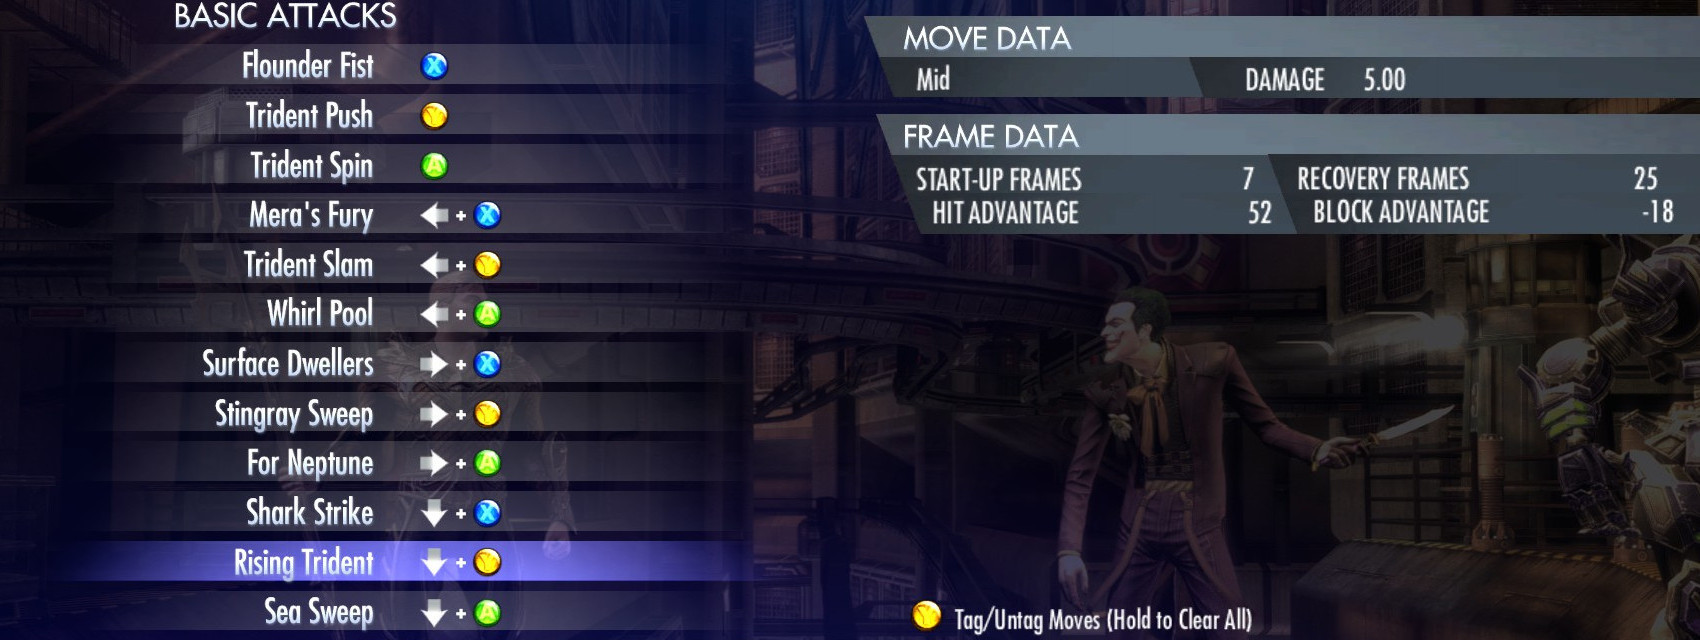 BASIC ATTACKS
Flounder Fist X
Trident Push Y
Trident Spin A
Mera's Fury + X
Trident Slam + Y
Whirl Pool + A
Surface Dwellers + X
Stingray Sweep + Y
For Neptune + A
Shark Strike + X
Rising Trident + Y
Sea Sweep + A
MOVE DATA
Mid DAMAGE 5.00
FRAME DATA
START-UP FRAMES 7 RECOVERY FRAMES 25
HIT ADVANTAGE 52 BLOCK ADVANTAGE -18
Y Tag/Untag Moves (Hold to Clear All)